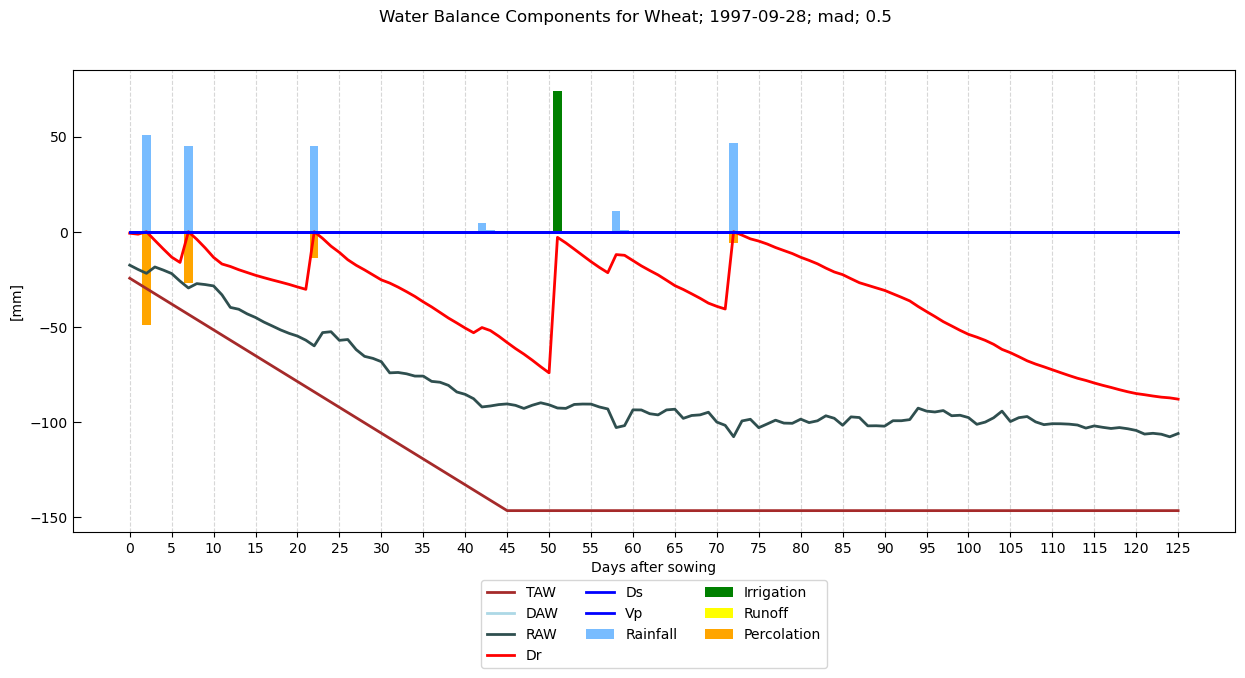 Water Balance Components for Wheat; 1997-09-28; mad; 0.5
50
0
−50
−100
−150
[mm]
0 5 10 15 20 25 30 35 40 45 50 55 60 65 70 75 80 85 90 95 100 105 110 115 120 125
Days after sowing
TAW Ds Irrigation
DAW Vp Runoff
RAW Rainfall Percolation
Dr